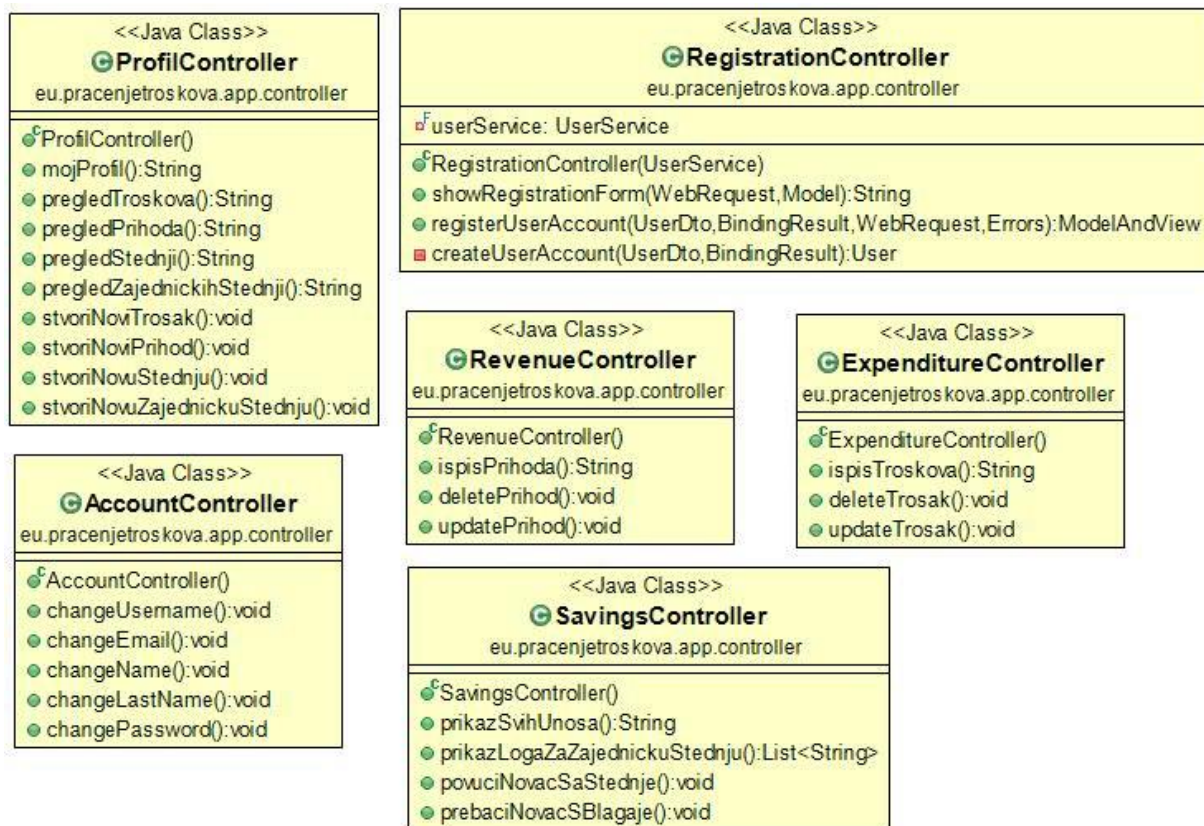 <<Java Class>>
ProfilController
eu.pracenjetroskova.app.controller
ProfilController()
mojProfil():String
pregledTroskova():String
pregledPrihoda():String
pregledStednji():String
pregledZajednickihStednji():String
stvoriNoviTrosak():void
stvoriNoviPrihod():void
stvoriNovuStednju():void
stvoriNovuZajednickuStednju():void
<<Java Class>>
RegistrationController
eu.pracenjetroskova.app.controller
userService: UserService
RegistrationController(UserService)
showRegistrationForm(WebRequest,Model):String
registerUserAccount(UserDto,BindingResult,WebRequest,Errors):ModelAndView
createUserAccount(UserDto,BindingResult):User
<<Java Class>>
RevenueController
eu.pracenjetroskova.app.controller
RevenueController()
ispisPrihoda():String
deletePrihod():void
updatePrihod():void
<<Java Class>>
ExpenditureController
eu.pracenjetroskova.app.controller
ExpenditureController()
ispisTroskova():String
deleteTrosak():void
updateTrosak():void
<<Java Class>>
AccountController
eu.pracenjetroskova.app.controller
AccountController()
changeUsername():void
changeEmail():void
changeName():void
changeLastName():void
changePassword():void
<<Java Class>>
SavingsController
eu.pracenjetroskova.app.controller
SavingsController()
prikazSvihUnosa():String
prikazLogaZaZajednickuStednju():List<String>
povuciNovacSaStednje():void
prebaciNovacSBlagaje():void